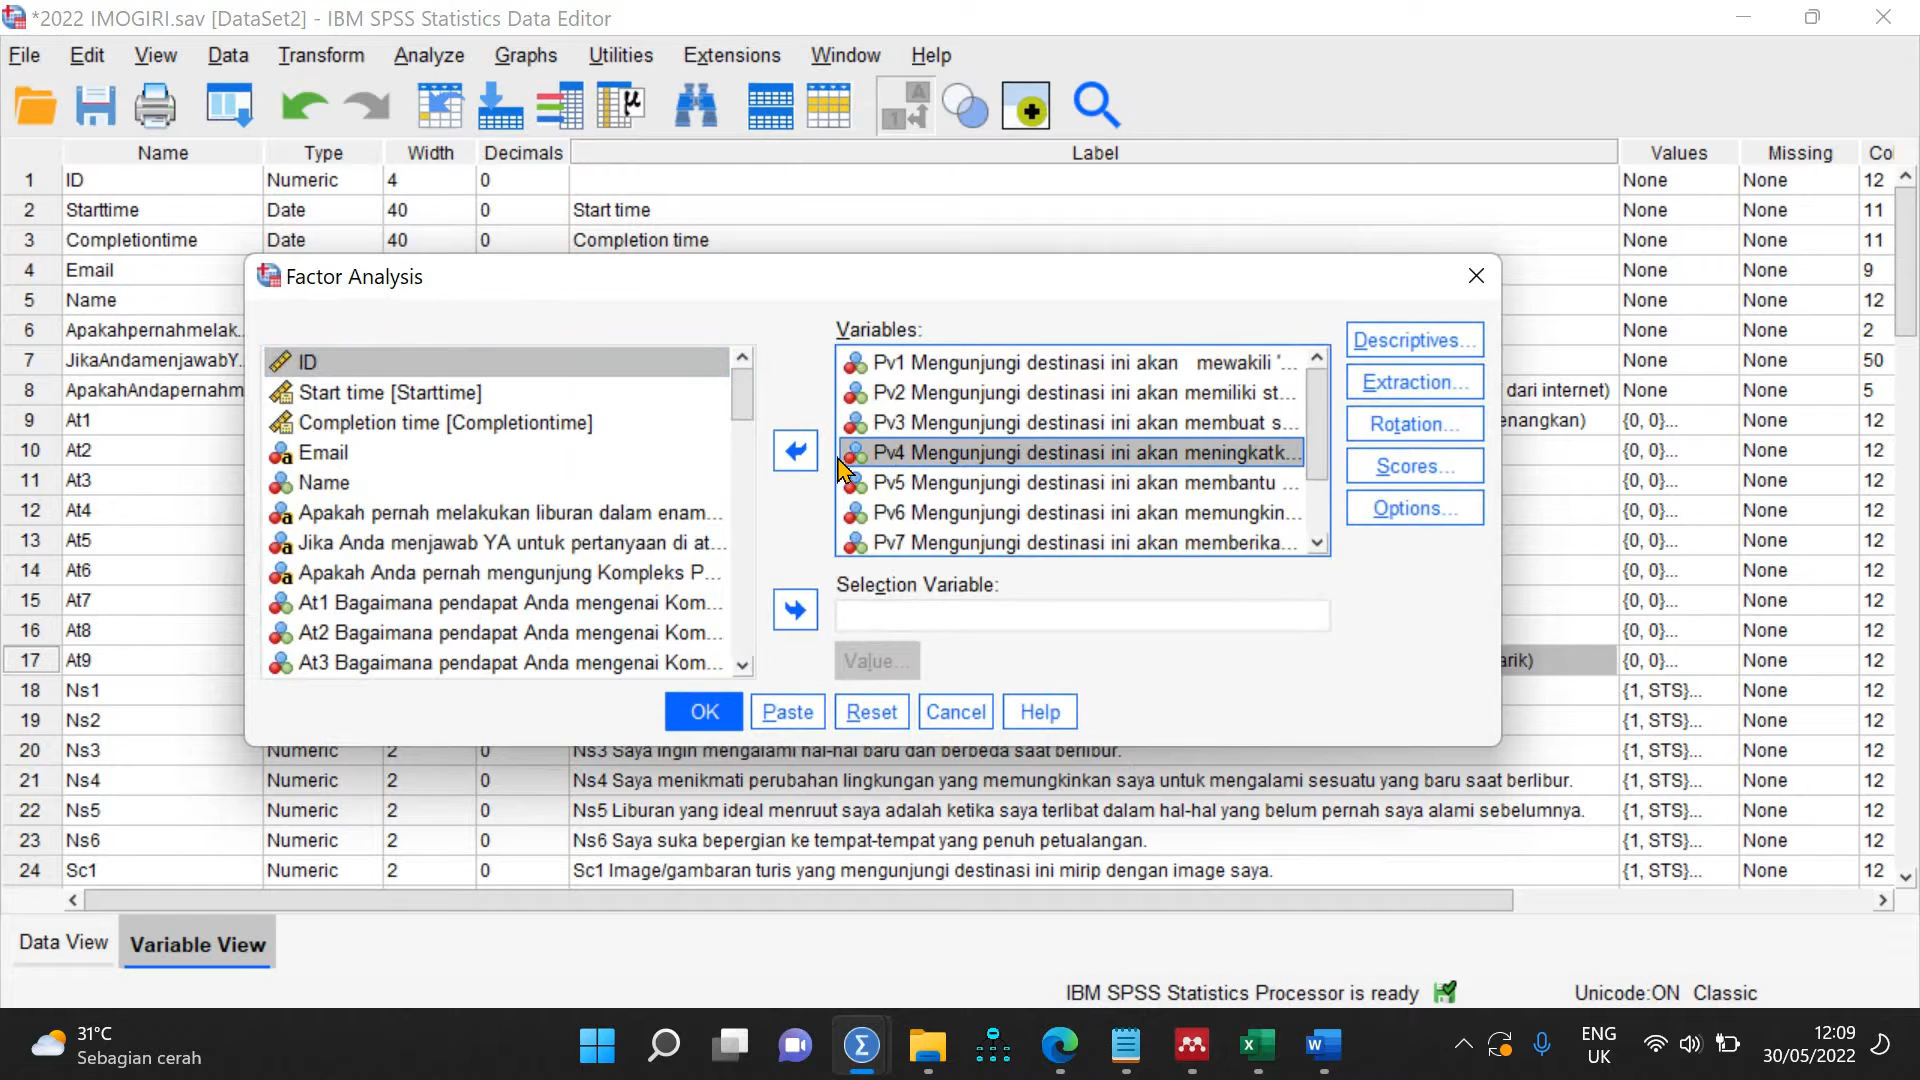 *2022 IMOGIRI.sav [DataSet2] - IBM SPSS Statistics Data Editor
File Edit View Data Transform Analyze Graphs Utilities Extensions Window Help
Name Type Width Decimals Label Values Missing Col
1 ID Numeric 4 0 None None 12
2 Starttime Date 40 0 Start time None None 11
3 Completiontime Date 40 0 Completion time None None 11
4 Email None None 9
5 Name None None 12
6 Apakahpernahmelak... None None 2
7 JikaAndamenjawabY... None None 50
8 ApakahAndapernahm dari internet) None None 5
9 At1 enangkan) {0, 0}... None 12
10 At2 {0, 0}... None 12
11 At3 {0, 0}... None 12
12 At4 {0, 0}... None 12
13 At5 {0, 0}... None 12
14 At6 {0, 0}... None 12
15 At7 {0, 0}... None 12
16 At8 {0, 0}... None 12
17 At9 arik) {0, 0}... None 12
18 Ns1 {1, STS}... None 12
19 Ns2 {1, STS}... None 12
20 Ns3 Numeric 2 0 Ns3 Saya ingin mengalami hal-hal baru dan berbeda saat berlibur. {1, STS}... None 12
21 Ns4 Numeric 2 0 Ns4 Saya menikmati perubahan lingkungan yang memungkinkan saya untuk mengalami sesuatu yang baru saat berlibur. {1, STS}... None 12
22 Ns5 Numeric 2 0 Ns5 Liburan yang ideal menruut saya adalah ketika saya terlibat dalam hal-hal yang belum pernah saya alami sebelumnya. {1, STS}... None 12
23 Ns6 Numeric 2 0 Ns6 Saya suka bepergian ke tempat-tempat yang penuh petualangan. {1, STS}... None 12
24 Sc1 Numeric 2 0 Sc1 Image/gambaran turis yang mengunjungi destinasi ini mirip dengan image saya. {1, STS}... None 12
Factor Analysis
ID
Start time [Starttime]
Completion time [Completiontime]
Email
Name
Apakah pernah melakukan liburan dalam enam...
Jika Anda menjawab YA untuk pertanyaan di at...
Apakah Anda pernah mengunjung Kompleks P...
At1 Bagaimana pendapat Anda mengenai Kom...
At2 Bagaimana pendapat Anda mengenai Kom...
At3 Bagaimana pendapat Anda mengenai Kom...
Variables:
Pv1 Mengunjungi destinasi ini akan mewakili '...
Pv2 Mengunjungi destinasi ini akan memiliki st...
Pv3 Mengunjungi destinasi ini akan membuat s...
Pv4 Mengunjungi destinasi ini akan meningkatk...
Pv5 Mengunjungi destinasi ini akan membantu ...
Pv6 Mengunjungi destinasi ini akan memungkin...
Pv7 Mengunjungi destinasi ini akan memberika...
Selection Variable:
Value...
Descriptives...
Extraction...
Rotation...
Scores...
Options...
OK Paste Reset Cancel Help
Data View Variable View
IBM SPSS Statistics Processor is ready Unicode:ON Classic
31°C
Sebagian cerah
ENG
UK
12:09
30/05/2022